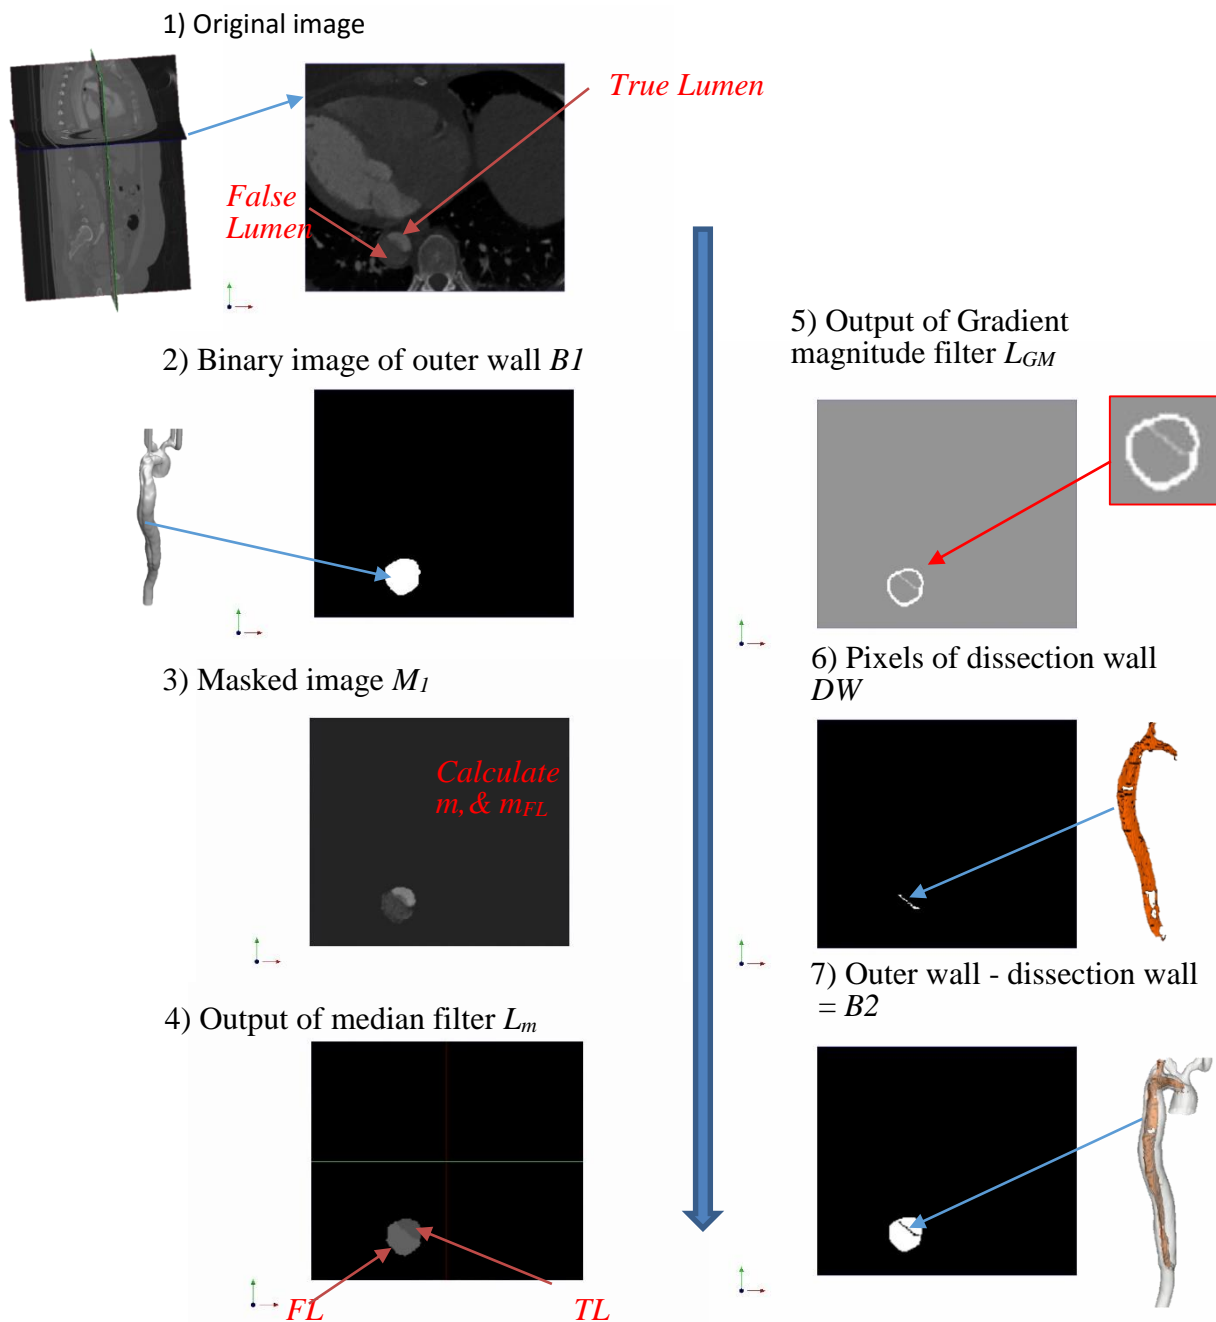 1) Original image
True Lumen
False
Lumen
2) Binary image of outer wall B1
3) Masked image M1
Calculate
m, & mFL
4) Output of median filter Lm
FL
TL
5) Output of Gradient
magnitude filter LGM
6) Pixels of dissection wall
DW
7) Outer wall - dissection wall
= B2